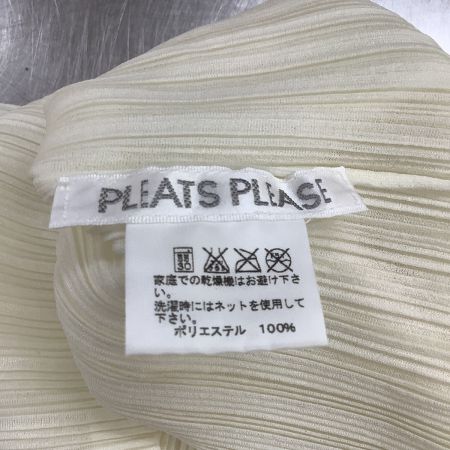 PLEATS PLEASE
家庭での乾燥機はお避け下さ
い。
洗濯時にはネットを使用して
下さい。
ポリエステル 100%